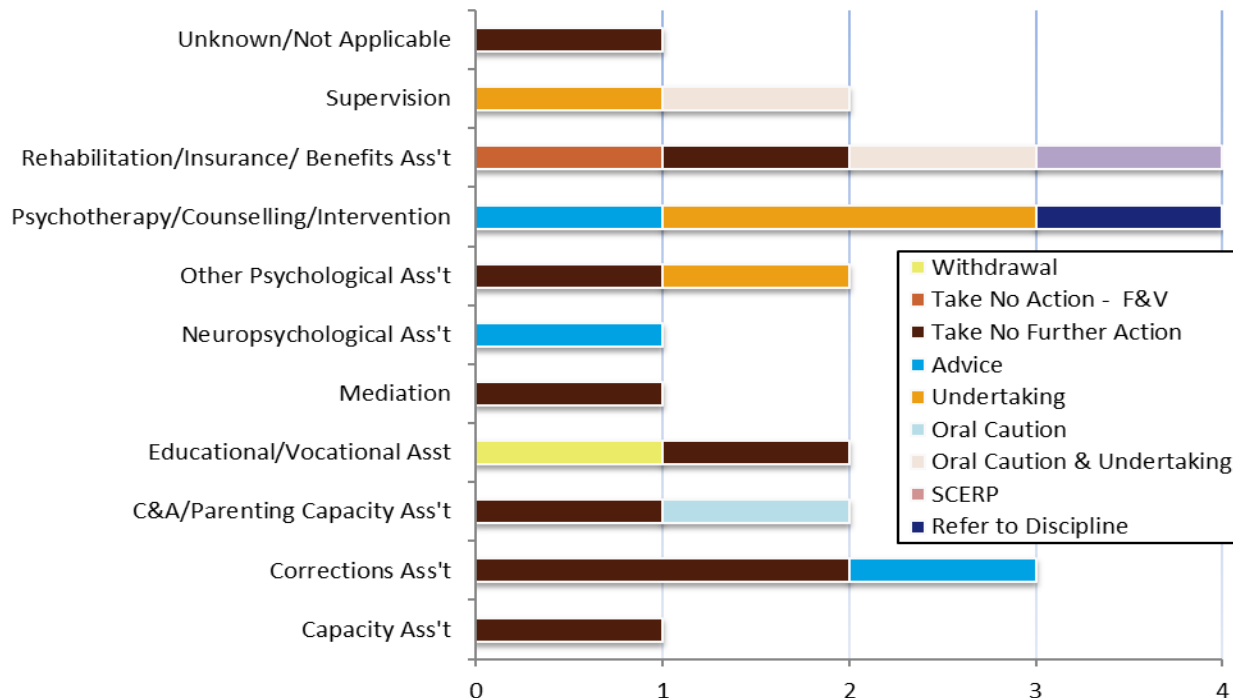 Unknown/Not Applicable
Supervision
Rehabilitation/Insurance/ Benefits Ass't
Psychotherapy/Counselling/Intervention
Other Psychological Ass't
Neuropsychological Ass't
Mediation
Educational/Vocational Asst
C&A/Parenting Capacity Ass't
Corrections Ass't
Capacity Ass't
Withdrawal
Take No Action - F&V
Take No Further Action
Advice
Undertaking
Oral Caution
Oral Caution & Undertaking
SCERP
Refer to Discipline
0 1 2 3 4